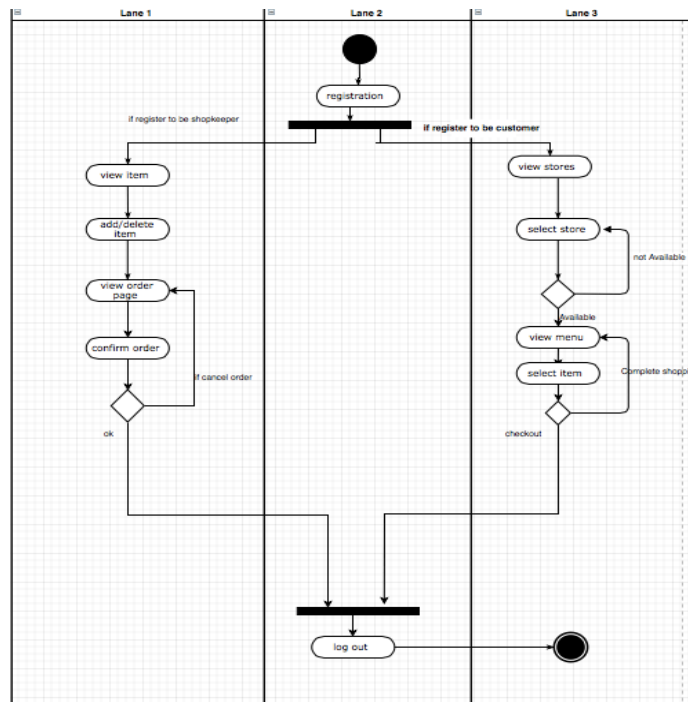 Lane 1
Lane 2
Lane 3
registration
if register to be shopkeeper
if register to be customer
view item
view stores
add/delete
item
select store
not Available
view order
page
Available
view menu
confirm order
select item
if cancel order
Complete shopp
ok
checkout
log out